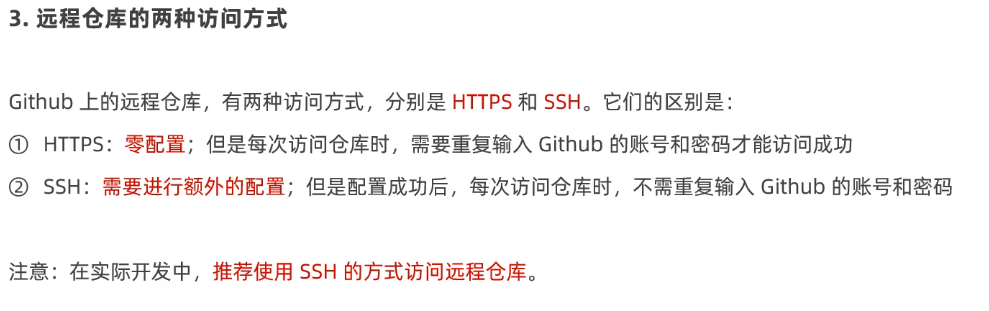 3. 远程仓库的两种访问方式
Github 上的远程仓库，有两种访问方式，分别是 HTTPS 和 SSH。它们的区别是：
① HTTPS：零配置；但是每次访问仓库时，需要重复输入 Github 的账号和密码才能访问成功
② SSH：需要进行额外的配置；但是配置成功后，每次访问仓库时，不需重复输入 Github 的账号和密码
注意：在实际开发中，推荐使用 SSH 的方式访问远程仓库。